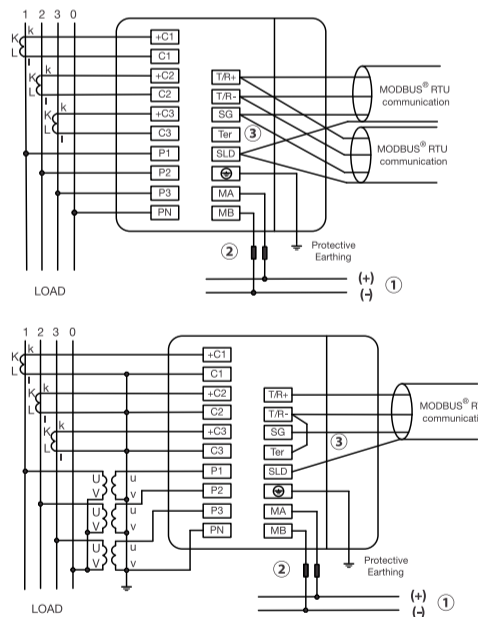 1 2 3 0
K k
L l
K k
L l
K k
L l
+C1
C1
+C2
C2
+C3
C3
P1
P2
P3
PN
T/R+
T/R-
SG
Ter ③
SLD
MA
MB
MODBUS® RTU
communication
MODBUS® RTU
communication
②
Protective
Earthing
(+)
(-)
①
LOAD
1 2 3 0
K k
L l
K k
L l
K k
L l
+C1
C1
+C2
C2
+C3
C3
P1
P2
P3
PN
U u
V v
U u
V v
U u
V v
T/R+
T/R-
SG
Ter
③
SLD
MA
MB
MODBUS® R
communicati
②
Protective
Earthing
(+)
(-)
①
LOAD